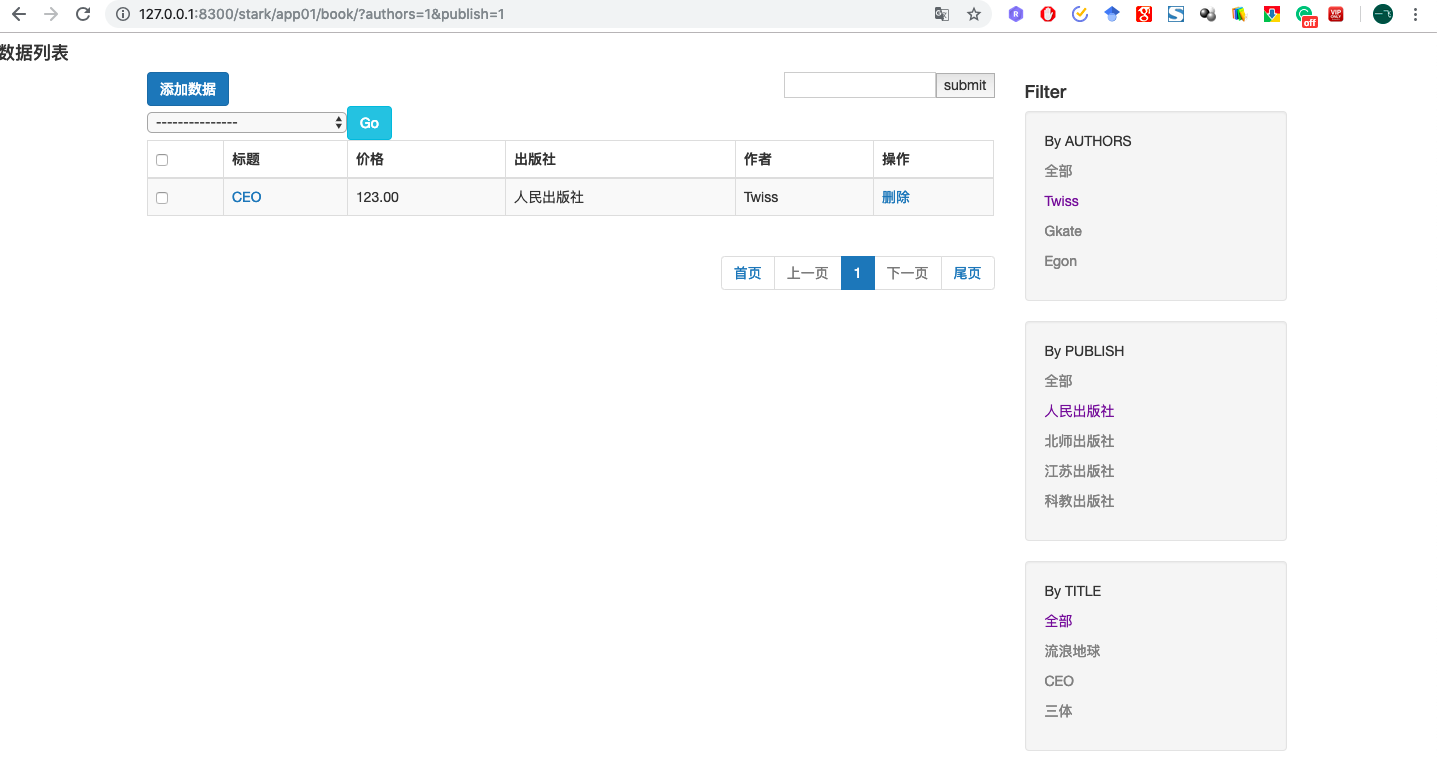 127.0.0.1:8300/stark/app01/book/?authors=1&publish=1
R
VIP ONLY
off
数据列表
添加数据
submit
--------------- Go
标题 价格 出版社 作者 操作
CEO 123.00 人民出版社 Twiss 删除
首页 上一页 1 下一页 尾页
Filter
By AUTHORS
全部
Twiss
Gkate
Egon
By PUBLISH
全部
人民出版社
北师出版社
江苏出版社
科教出版社
By TITLE
全部
流浪地球
CEO
三体